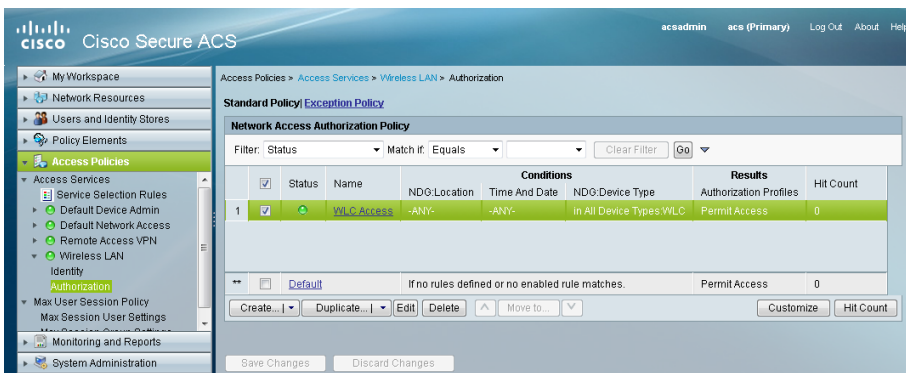 acsadmin acs (Primary) Log Out About Help
CISCO Cisco Secure ACS
My Workspace
Network Resources
Users and Identity Stores
Policy Elements
Access Policies
Access Services
Service Selection Rules
Default Device Admin
Default Network Access
Remote Access VPN
Wireless LAN
Identity
Authorization
Max User Session Policy
Max Session User Settings
Monitoring and Reports
System Administration
Access Policies > Access Services > Wireless LAN > Authorization
Standard Policy| Exception Policy
Network Access Authorization Policy
Filter: Status Match if: Equals Clear Filter Go
Conditions Results
Status Name NDG:Location Time And Date NDG:Device Type Authorization Profiles Hit Count
1 WLC Access -ANY- -ANY- in All Device Types:WLC Permit Access 0
** Default If no rules defined or no enabled rule matches. Permit Access 0
Create... | Duplicate... | Edit Delete Move to... Customize Hit Count
Save Changes Discard Changes